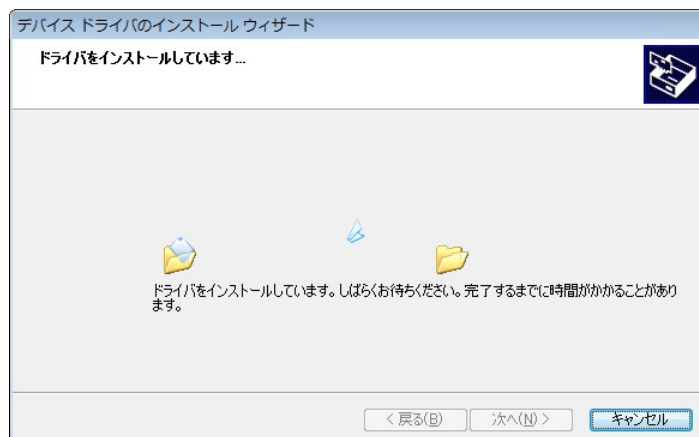 デバイス ドライバのインストール ウィザード
ドライバをインストールしています...
ドライバをインストールしています。しばらくお待ちください。完了するまでに時間がかかることがあり
ます。
< 戻る(B) 次へ(N) > キャンセル